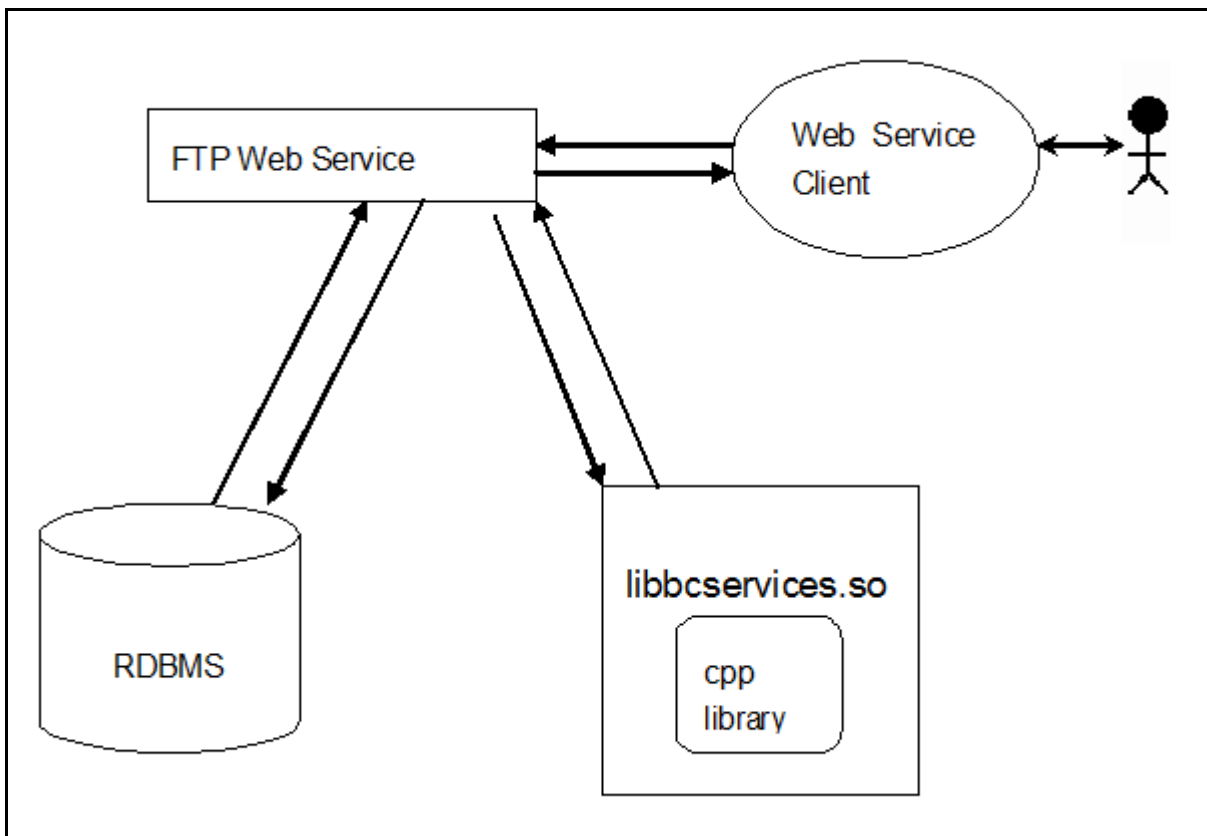 FTP Web Service
Web Service
Client
RDBMS
libbcservices.so
cpp
library